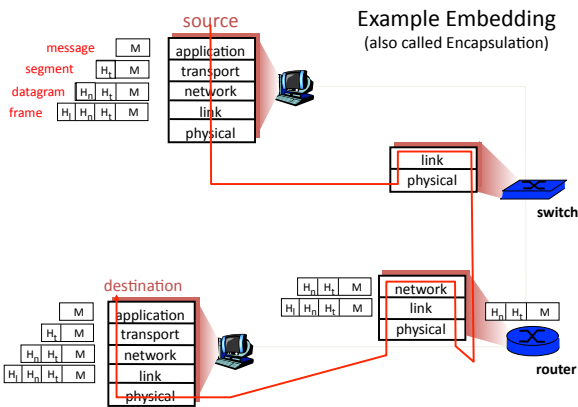 source
Example Embedding
(also called Encapsulation)
message M application
segment Ht M transport
datagram Hn Ht M network
frame Hl Hn Ht M link
physical
link
physical
switch
destination
M application
Ht M transport
Hn Ht M network
Hl Hn Ht M link
physical
Hn Ht M network
Hl Hn Ht M link
physical
Hn Ht M
router